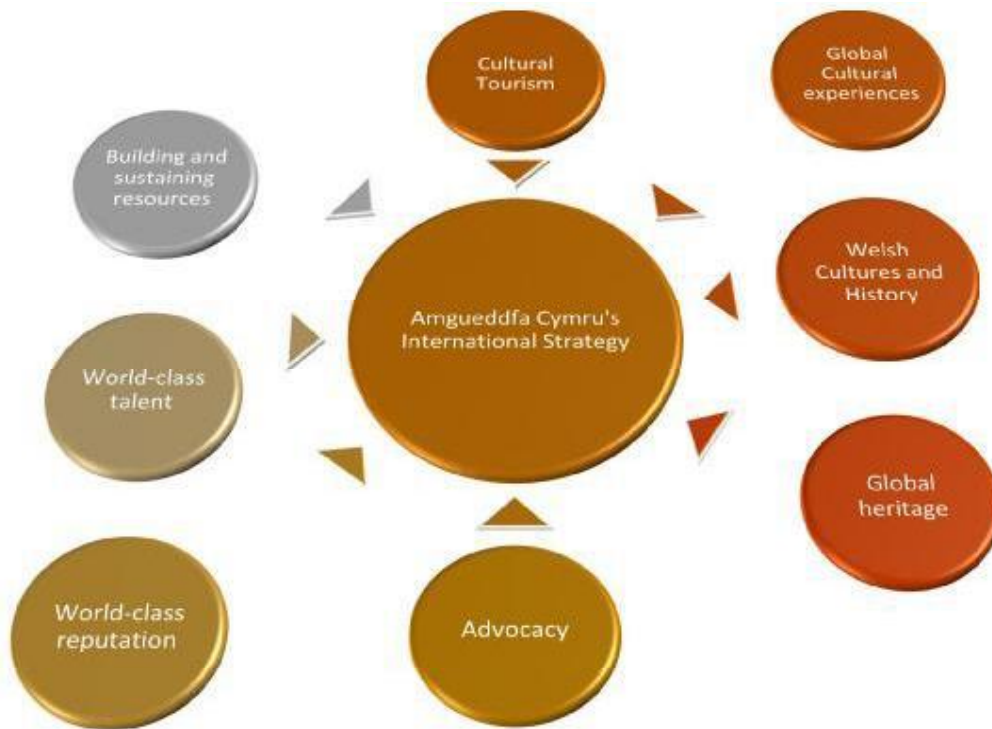 Cultural
Tourism
Global
Cultural
experiences
Building and
sustaining
resources
Welsh
Cultures and
History
Amgueddfa Cymru's
International Strategy
World-class
talent
Global
heritage
World-class
reputation
Advocacy